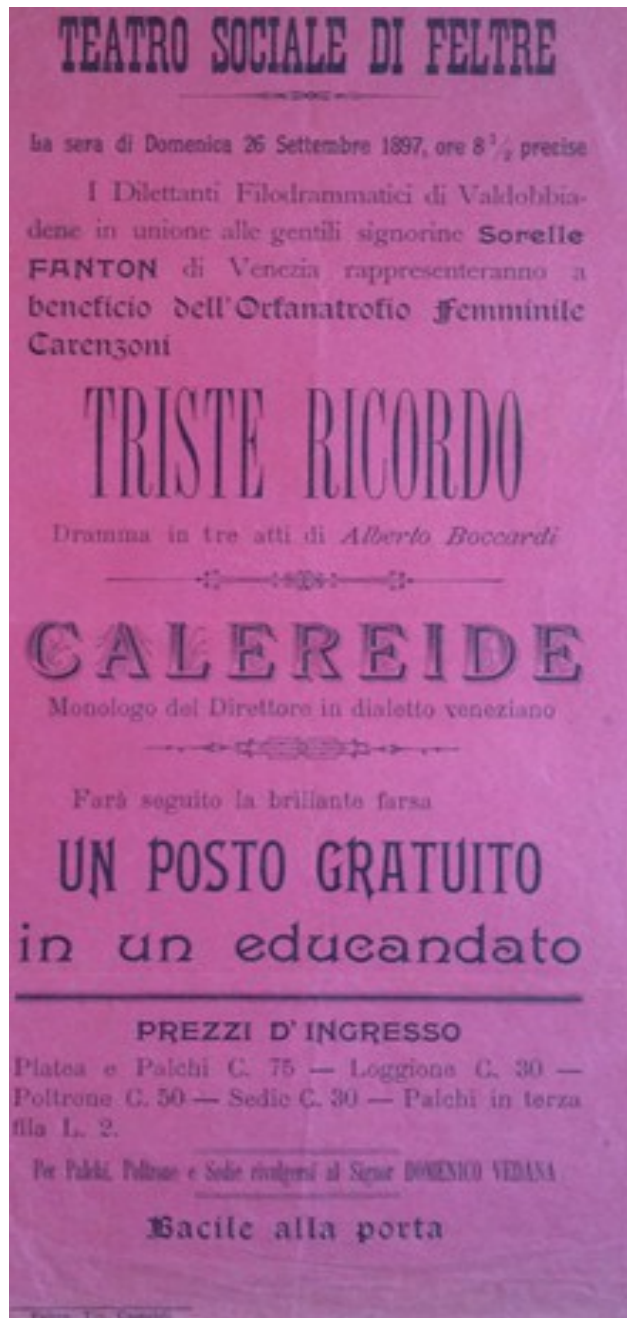 TEATRO SOCIALE DI FELTRE
La sera di Domenica 26 Settembre 1897, ore 8 1/2 precise
I Dilettanti Filodrammatici di Valdobbia-
dene in unione alle gentili signorine Sorelle
FANTON di Venezia rappresenteranno a
beneficio dell'Orfanatrofio Femminile
Carenzoni
TRISTE RICORDO
Dramma in tre atti di Alberto Boccardi
CALEREIDE
Monologo del Direttore in dialetto veneziano
Farà seguito la brillante farsa
UN POSTO GRATUITO
in un educandato
PREZZI D'INGRESSO
Platea e Palchi C. 75 — Loggione C. 30 —
Poltrone C. 50 — Sedie C. 30 — Palchi in terza
fila L. 2.
Per Palchi, Poltrone e Sedie rivolgersi al Signor DOMENICO VEDANA
Bacile alla porta